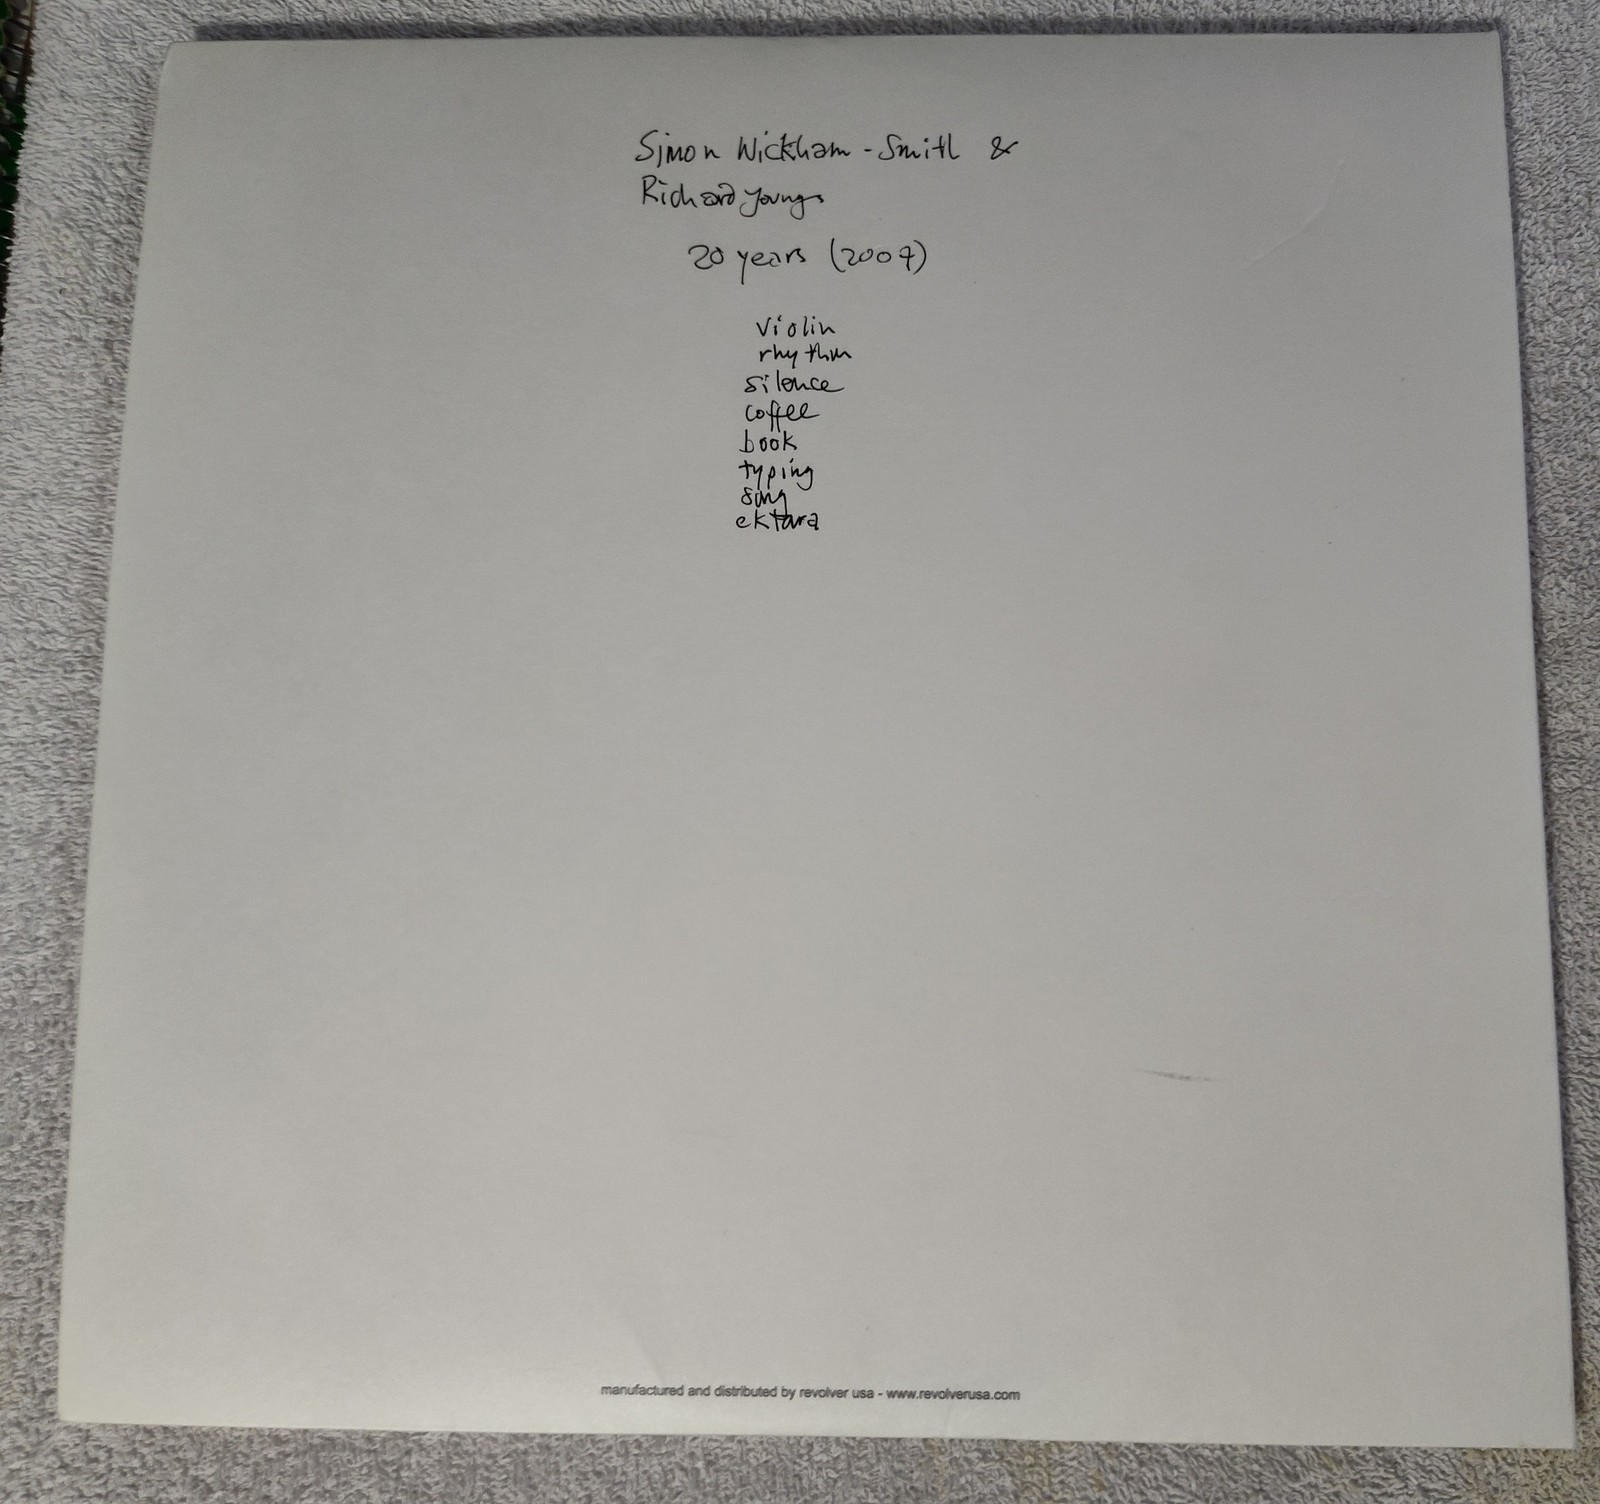 Simon Wickham-Smith &
Richard Youngs
20 years (2007)
violin
rhythm
silence
coffee
book
typing
song
ektara
manufactured and distributed by revolver usa - www.revolverusa.com